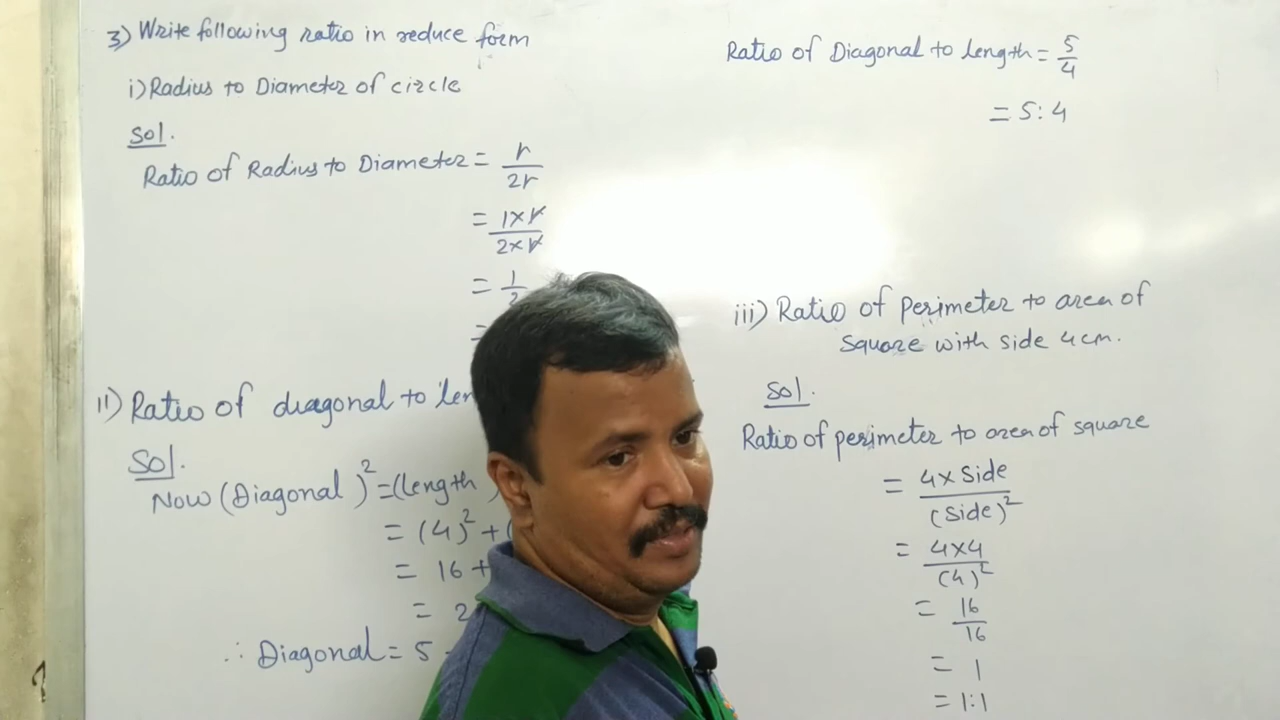 3) Write following ratio in reduce form
i) Radius to Diameter of circle
Sol.
Ratio of Radius to Diameter = r/2r
= 1×r/2×r
= 1/2
=
ii) Ratio of diagonal to
Sol.
Now (Diagonal)² = (length
= (4)² + (
= 16 +
= 2
∴ Diagonal = 5
Ratio of Diagonal to length = 5/4
= 5:4
iii) Ratio of perimeter to area of
square with side 4cm.
Sol.
Ratio of perimeter to area of square
= 4×Side/(Side)²
= 4×4/(4)²
= 16/16
= 1
= 1:1